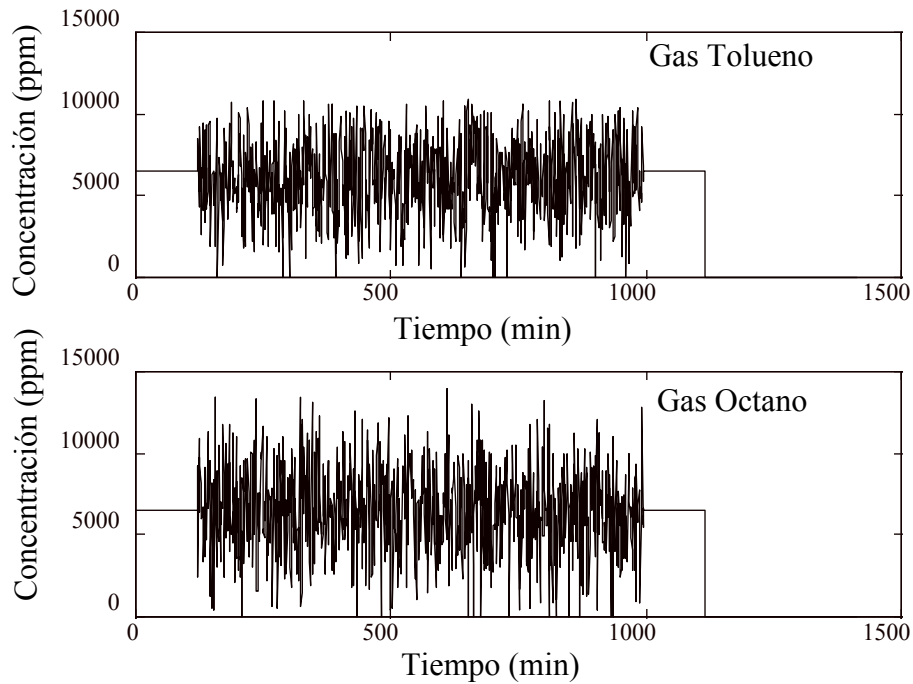 15000
Gas Tolueno
10000
5000
0
Concentración (ppm)
0 500 1000 1500
Tiempo (min)
15000
Gas Octano
10000
5000
0
Concentración (ppm)
0 500 1000 1500
Tiempo (min)